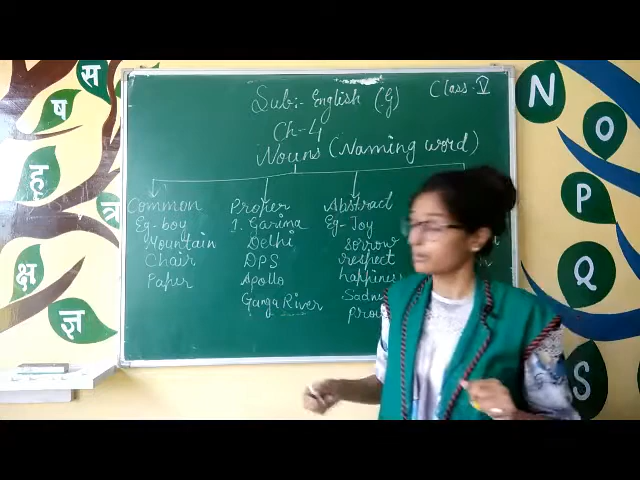 Sub:- English (G)
Class - V
Ch-4
Nouns (Naming word)
Common
Eg- boy
Mountain
Chair
Paper
Proper
1. Garima
Delhi
DPS
Apollo
Ganga River
Abstract
Eg- Joy
Sorrow
respect
happiness
स
ष
ह
क्ष
त्र
ज्ञ
N
O
P
Q
S